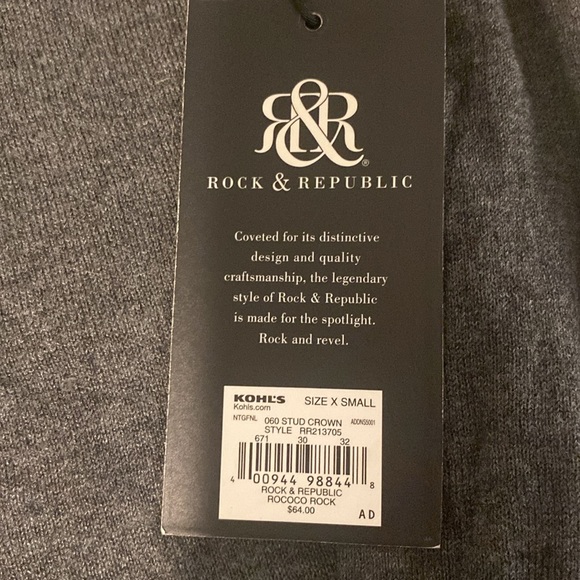 R&R®
ROCK & REPUBLIC
Coveted for its distinctive
design and quality
craftsmanship, the legendary
style of Rock & Republic
is made for the spotlight.
Rock and revel.
KOHL'S SIZE X SMALL
Kohls.com
NTGFNL 060 STUD CROWN ADDNS5001
STYLE RR213705
671 30 32
4 00944 98844 8
ROCK & REPUBLIC
ROCOCO ROCK
$64.00
AD